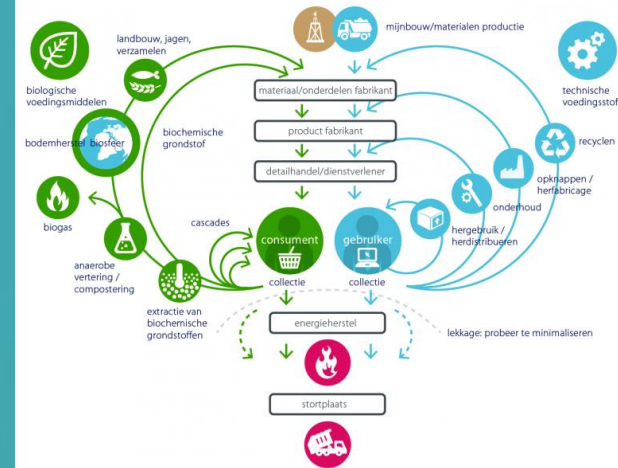 mijnbouw/materialen productie
landbouw, jagen,
verzamelen
biologische
voedingsmiddelen
materiaal/onderdelen fabrikant
technische
voedingsstof
product fabrikant
biochemische
grondstof
bodemherstel biosfeer
recyclen
detailhandel/dienstverlener
opknappen /
herfabricage
onderhoud
biogas
cascades
consument
gebruiker
hergebruik /
herdistribueren
anaerobe
vertering /
compostering
collectie
collectie
extractie van
biochemische
grondstoffen
energieherstel
lekkage: probeer te minimaliseren
stortplaats